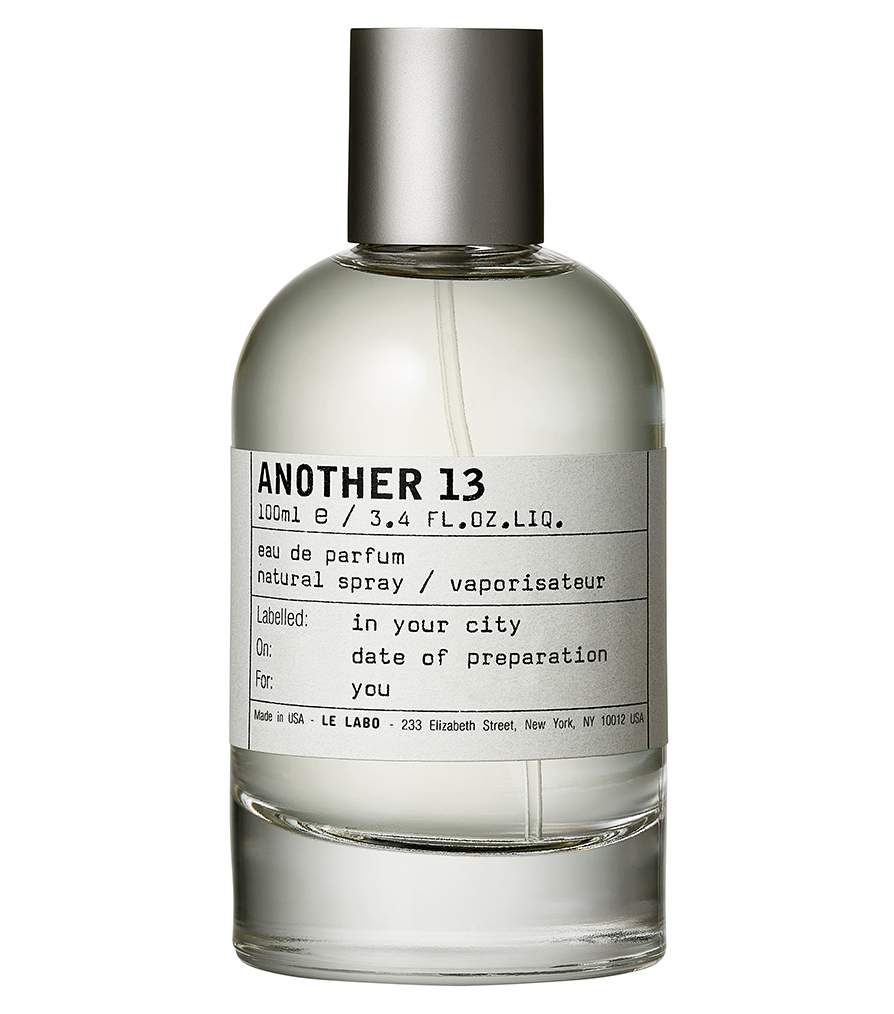 ANOTHER 13
100ml e / 3.4 FL.OZ.LIQ.
eau de parfum
natural spray / vaporisateur
Labelled: in your city
On: date of preparation
For: you
Made in USA - LE LABO - 233 Elizabeth Street, New York, NY 10012 USA